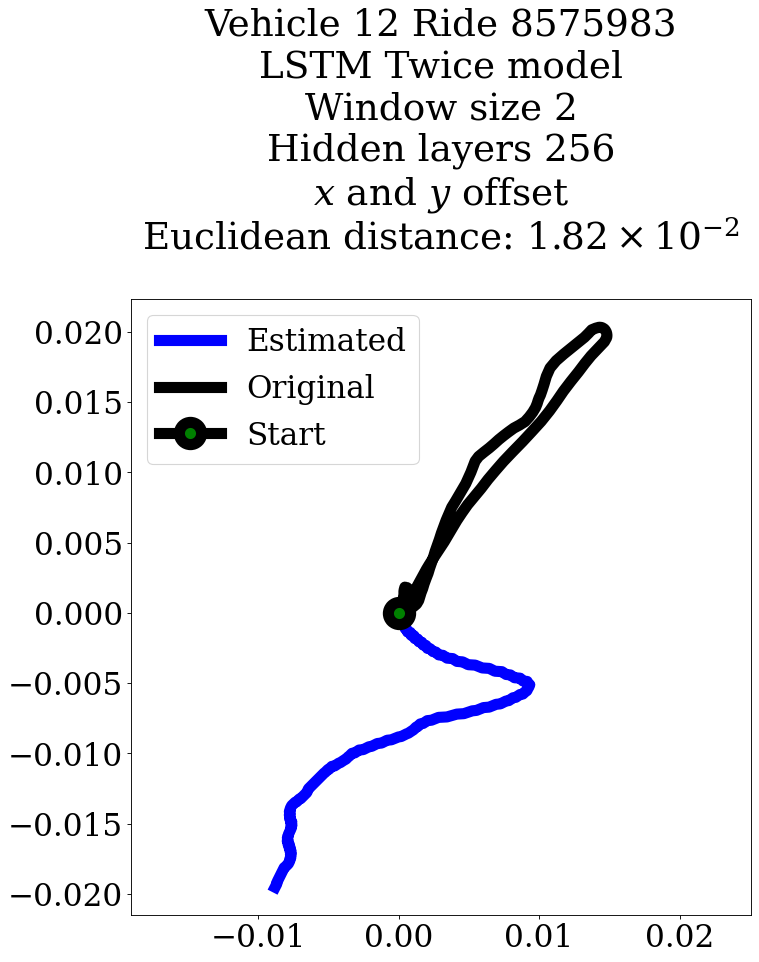 Vehicle 12 Ride 8575983
LSTM Twice model
Window size 2
Hidden layers 256
x and y offset
Euclidean distance: 1.82 × 10⁻²
Estimated
Original
Start
0.020
0.015
0.010
0.005
0.000
−0.005
−0.010
−0.015
−0.020
−0.01 0.00 0.01 0.02